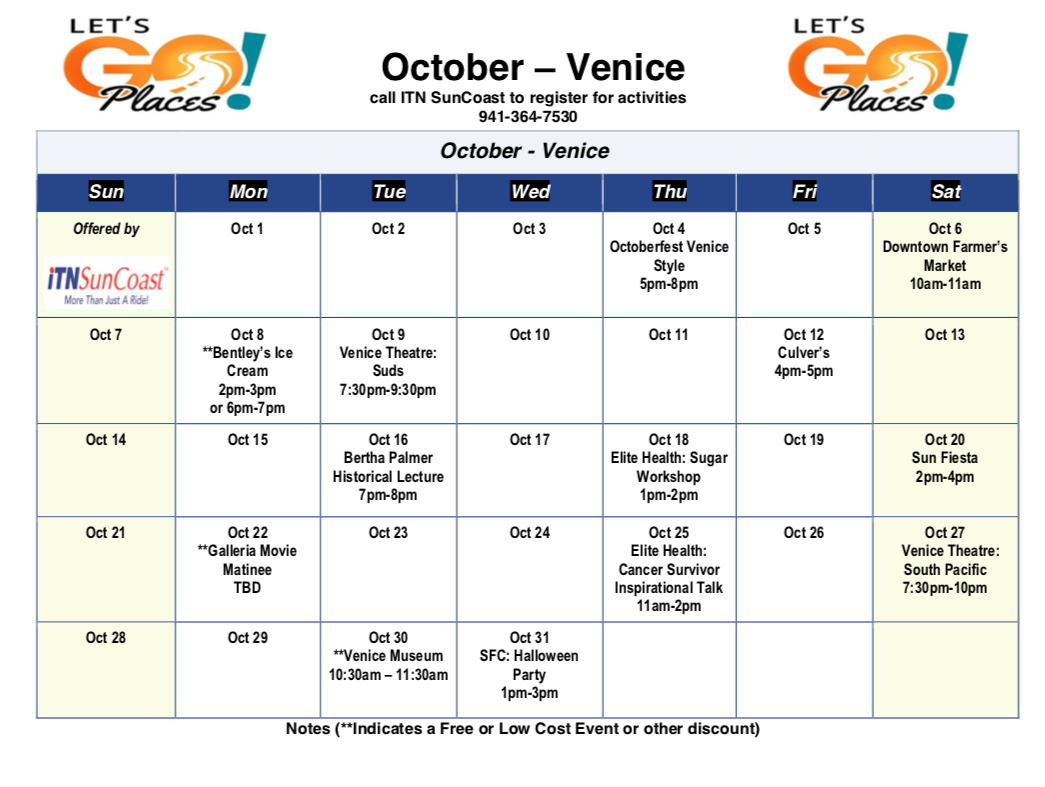 LET'S
GO!
Places
LET'S
GO!
Places
October – Venice
call ITN SunCoast to register for activities
941-364-7530
October - Venice
Sun
Mon
Tue
Wed
Thu
Fri
Sat
Offered by
iTNSunCoast™
More Than Just A Ride!
Oct 1
Oct 2
Oct 3
Oct 4
Octoberfest Venice
Style
5pm-8pm
Oct 5
Oct 6
Downtown Farmer's
Market
10am-11am
Oct 7
Oct 8
**Bentley's Ice
Cream
2pm-3pm
or 6pm-7pm
Oct 9
Venice Theatre:
Suds
7:30pm-9:30pm
Oct 10
Oct 11
Oct 12
Culver's
4pm-5pm
Oct 13
Oct 14
Oct 15
Oct 16
Bertha Palmer
Historical Lecture
7pm-8pm
Oct 17
Oct 18
Elite Health: Sugar
Workshop
1pm-2pm
Oct 19
Oct 20
Sun Fiesta
2pm-4pm
Oct 21
Oct 22
**Galleria Movie
Matinee
TBD
Oct 23
Oct 24
Oct 25
Elite Health:
Cancer Survivor
Inspirational Talk
11am-2pm
Oct 26
Oct 27
Venice Theatre:
South Pacific
7:30pm-10pm
Oct 28
Oct 29
Oct 30
**Venice Museum
10:30am – 11:30am
Oct 31
SFC: Halloween
Party
1pm-3pm
Notes (**Indicates a Free or Low Cost Event or other discount)